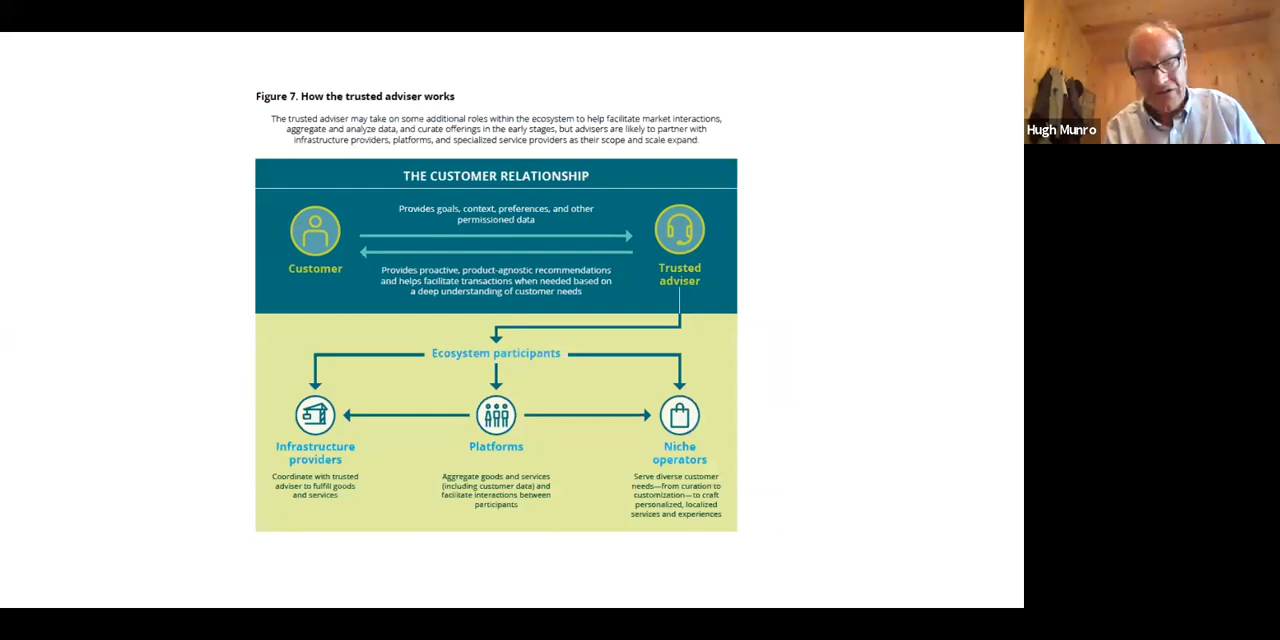 Figure 7. How the trusted adviser works
The trusted adviser may take on some additional roles within the ecosystem to help facilitate market interactions,
aggregate and analyze data, and curate offerings in the early stages, but advisers are likely to partner with
infrastructure providers, platforms, and specialized service providers as their scope and scale expand.
THE CUSTOMER RELATIONSHIP
Provides goals, context, preferences, and other
permissioned data
Customer
Provides proactive, product-agnostic recommendations
and helps facilitate transactions when needed based on
a deep understanding of customer needs
Trusted
adviser
Ecosystem participants
Infrastructure
providers
Coordinate with trusted
adviser to fulfill goods
and services
Platforms
Aggregate goods and services
(including customer data) and
facilitate interactions between
participants
Niche
operators
Serve diverse customer
needs—from curation to
customization—to craft
personalized, localized
services and experiences
Hugh Munro